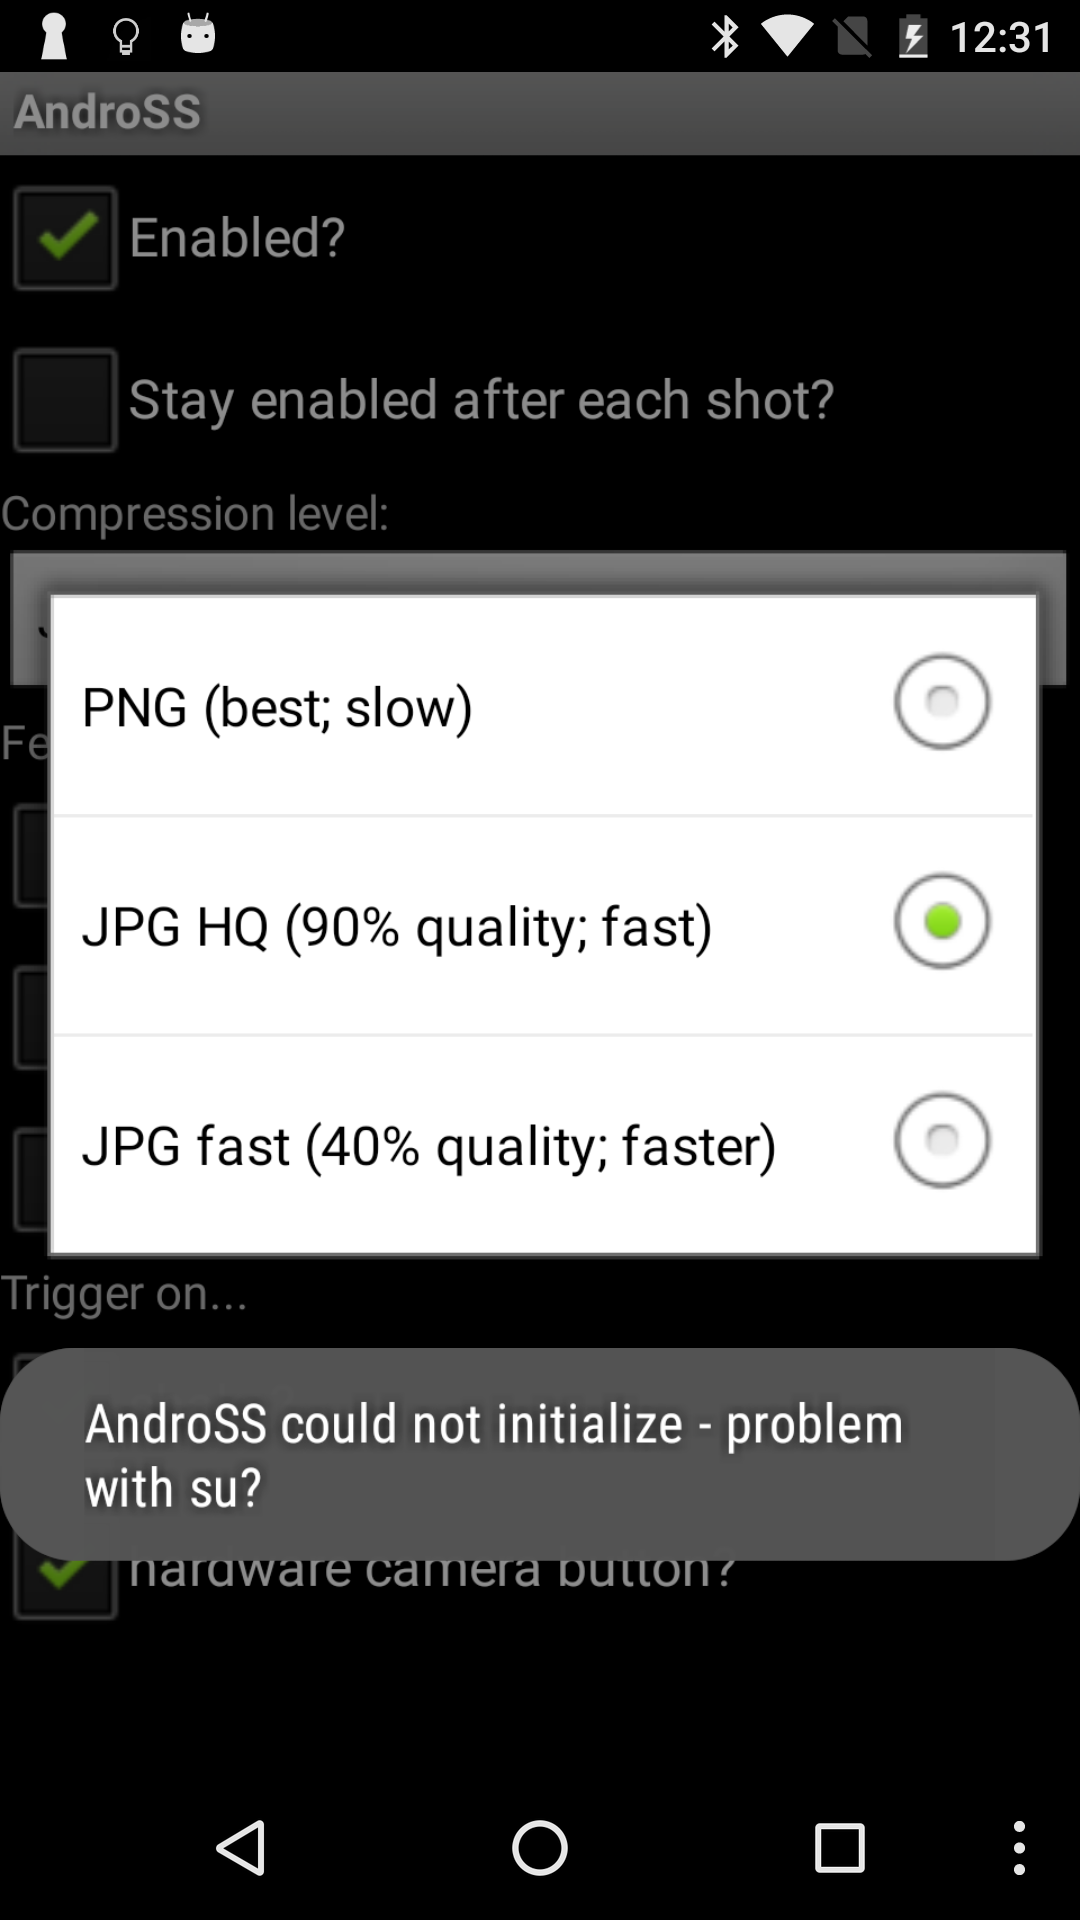 12:31
AndroSS
Enabled?
Stay enabled after each shot?
Compression level:
PNG (best; slow)
Fe
JPG HQ (90% quality; fast)
JPG fast (40% quality; faster)
Trigger on...
AndroSS could not initialize - problem
with su?
hardware camera button?